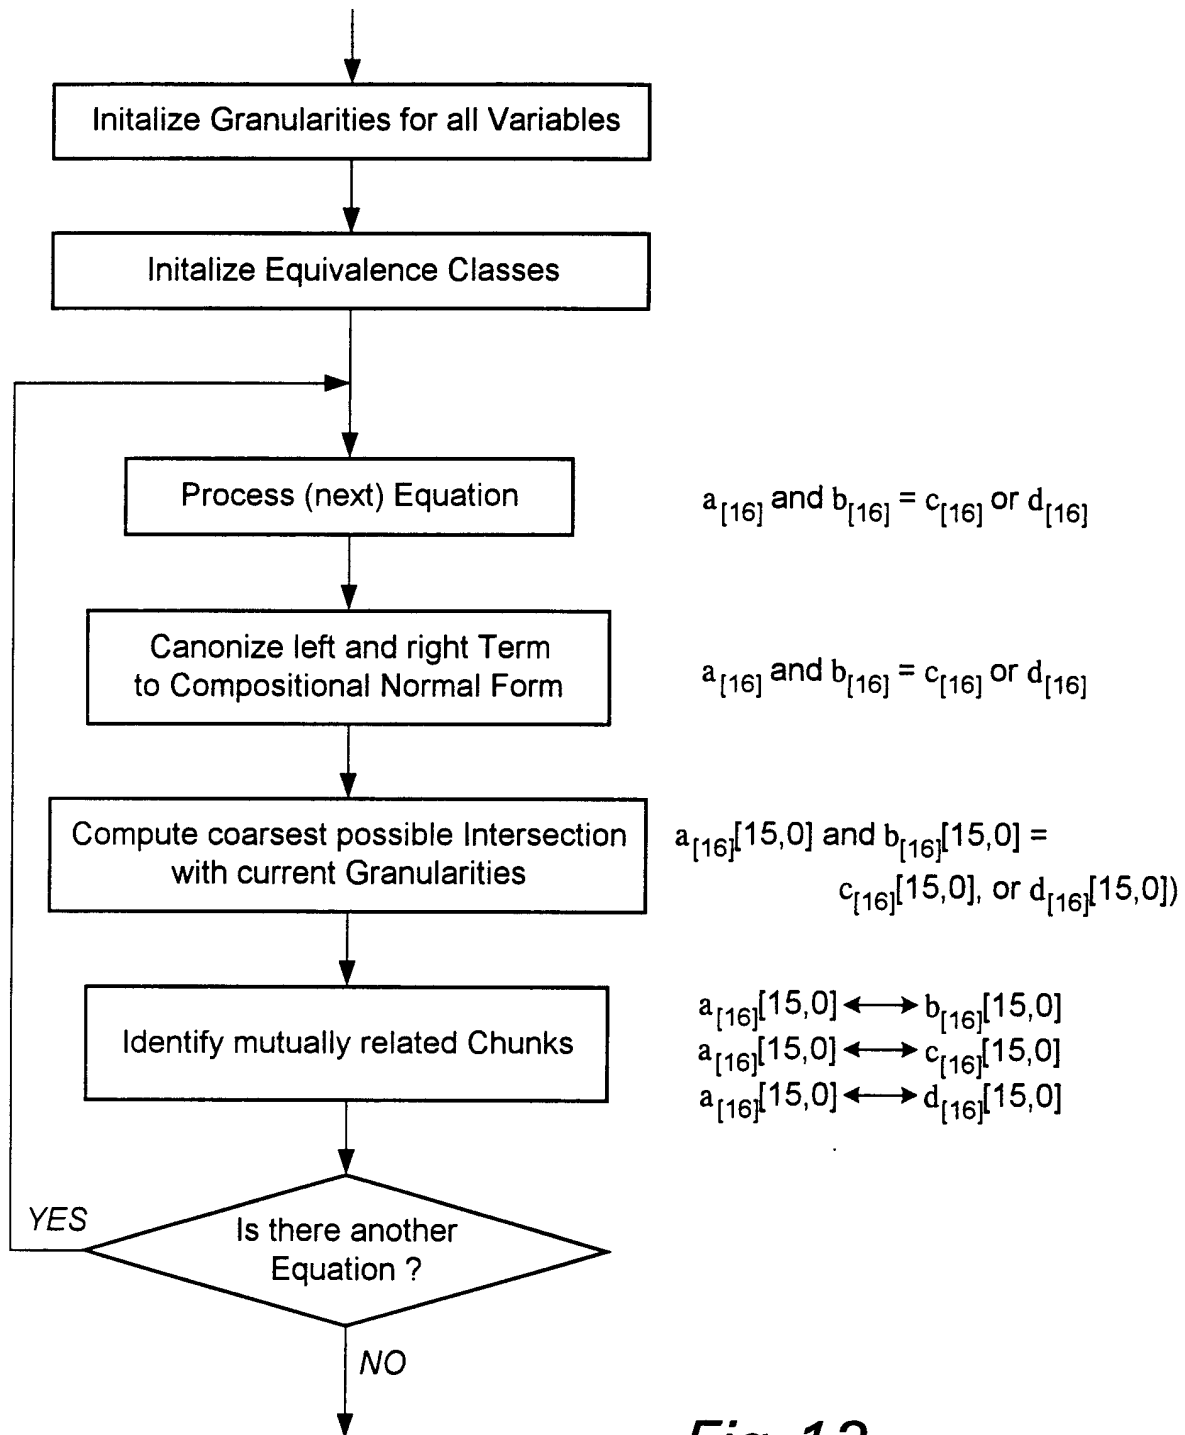 Initalize Granularities for all Variables
Initalize Equivalence Classes
Process (next) Equation
a[16] and b[16] = c[16] or d[16]
Canonize left and right Term
to Compositional Normal Form
a[16] and b[16] = c[16] or d[16]
Compute coarsest possible Intersection
with current Granularities
a[16][15,0] and b[16][15,0] =
c[16][15,0], or d[16][15,0])
Identify mutually related Chunks
a[16][15,0] ↔ b[16][15,0]
a[16][15,0] ↔ c[16][15,0]
a[16][15,0] ↔ d[16][15,0]
YES
Is there another
Equation ?
NO